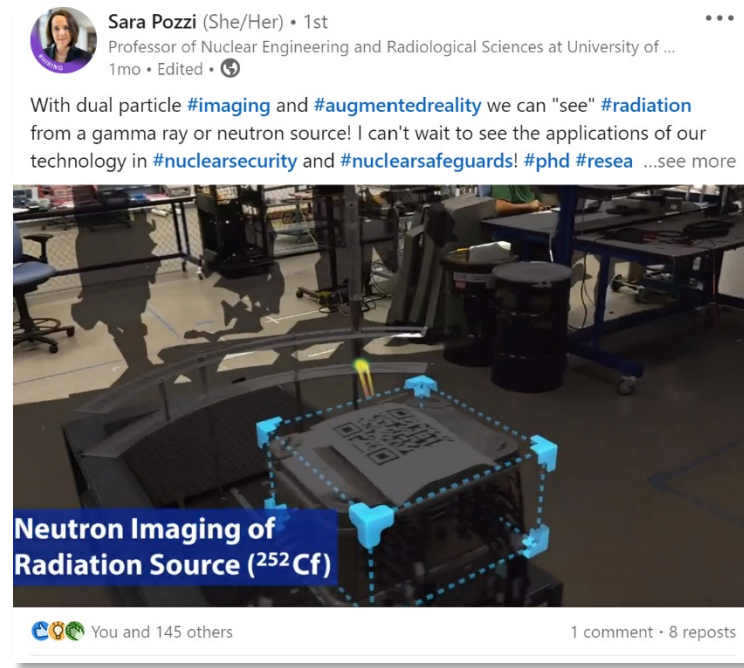 Sara Pozzi (She/Her) • 1st
Professor of Nuclear Engineering and Radiological Sciences at University of ...
1mo • Edited •
With dual particle #imaging and #augmentedreality we can "see" #radiation
from a gamma ray or neutron source! I can't wait to see the applications of our
technology in #nuclearsecurity and #nuclearsafeguards! #phd #resea ...see more
Neutron Imaging of
Radiation Source (²⁵²Cf)
You and 145 others
1 comment • 8 reposts
#HIRING